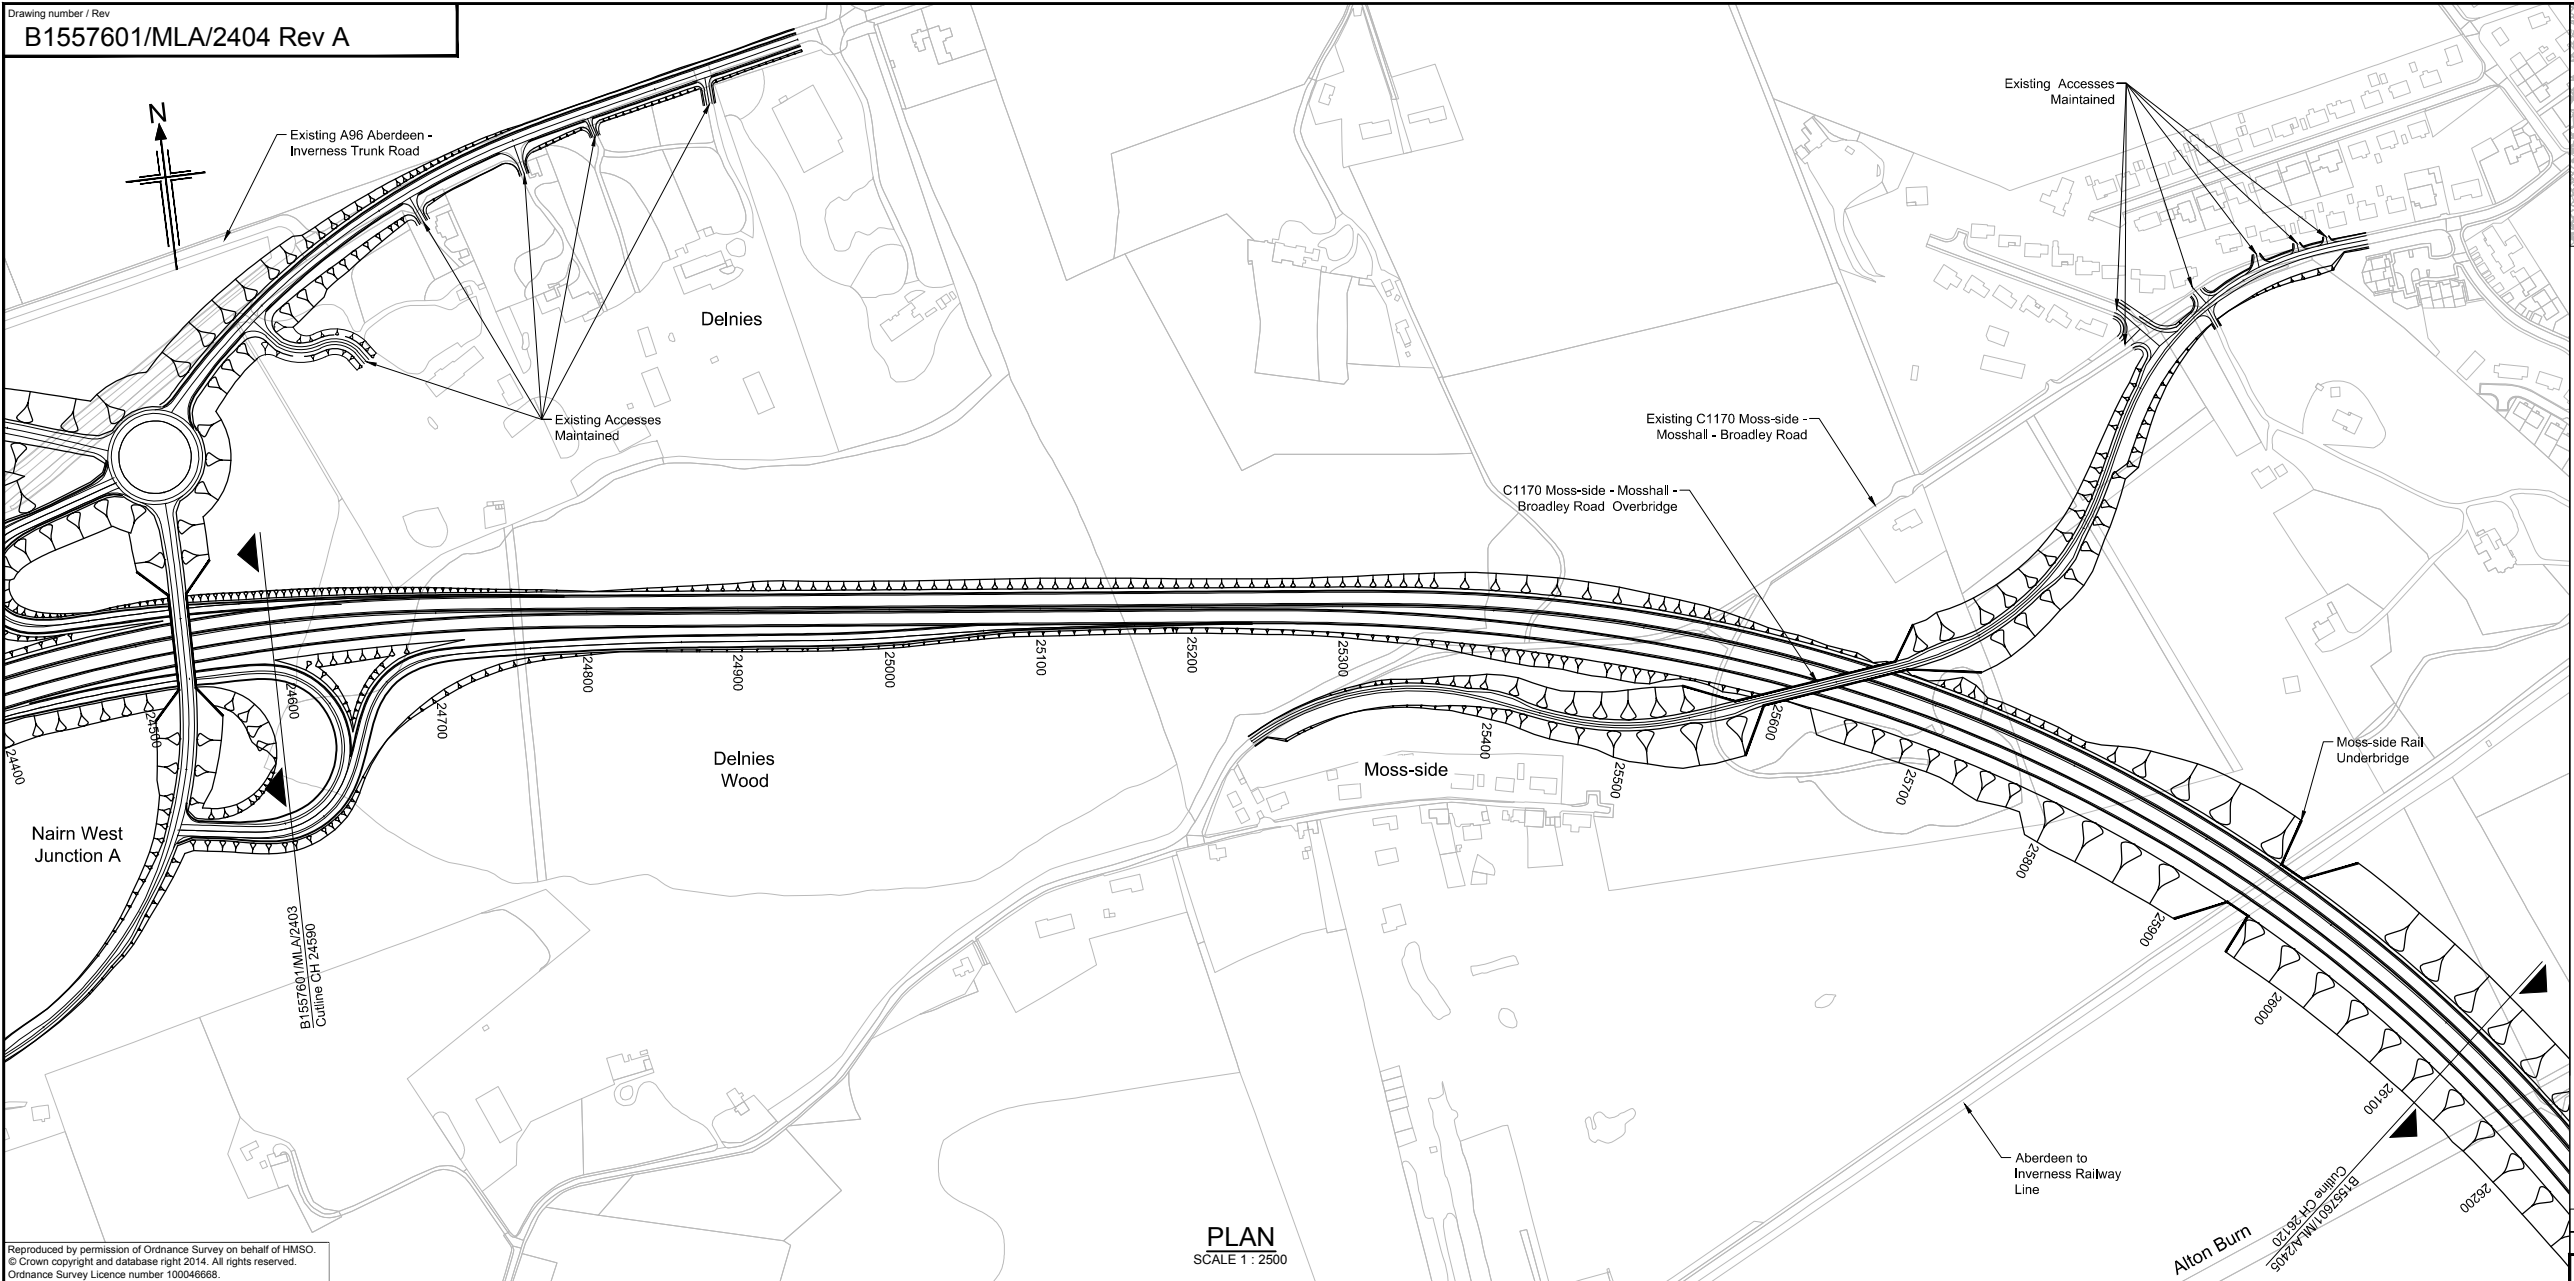 Drawing number / Rev
B1557601/MLA/2404 Rev A
N
Existing A96 Aberdeen -
Inverness Trunk Road
Delnies
Existing Accesses
Maintained
Existing Accesses
Maintained
Existing C1170 Moss-side -
Mosshall - Broadley Road
C1170 Moss-side - Mosshall -
Broadley Road Overbridge
24400
24500
24600
24700
24800
24900
25000
25100
25200
25300
25400
25500
25600
25700
25800
25900
26000
26100
26200
Moss-side Rail
Underbridge
Delnies
Wood
Moss-side
Nairn West
Junction A
B1557601/MLA/2403
Cutline CH 24590
Aberdeen to
Inverness Railway
Line
B1557601/MLA/2405
Cutline CH 26120
Alton Burn
PLAN
SCALE 1 : 2500
Reproduced by permission of Ordnance Survey on behalf of HMSO.
© Crown copyright and database right 2014. All rights reserved.
Ordnance Survey Licence number 100046668.